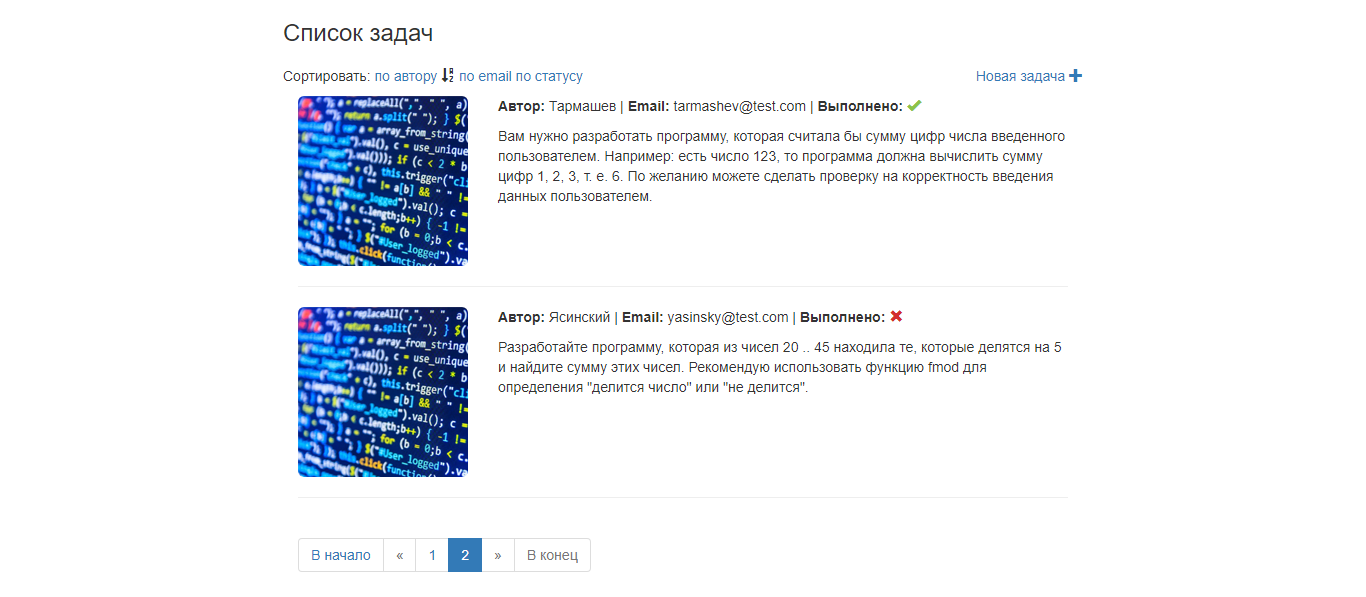 Список задач
Сортировать: по автору по email по статусу
Новая задача
Автор: Тармашев | Email: tarmashev@test.com | Выполнено:
Вам нужно разработать программу, которая считала бы сумму цифр числа введенного
пользователем. Например: есть число 123, то программа должна вычислить сумму
цифр 1, 2, 3, т. е. 6. По желанию можете сделать проверку на корректность введения
данных пользователем.
Автор: Ясинский | Email: yasinsky@test.com | Выполнено:
Разработайте программу, которая из чисел 20 .. 45 находила те, которые делятся на 5
и найдите сумму этих чисел. Рекомендую использовать функцию fmod для
определения "делится число" или "не делится".
В начало « 1 2 » В конец